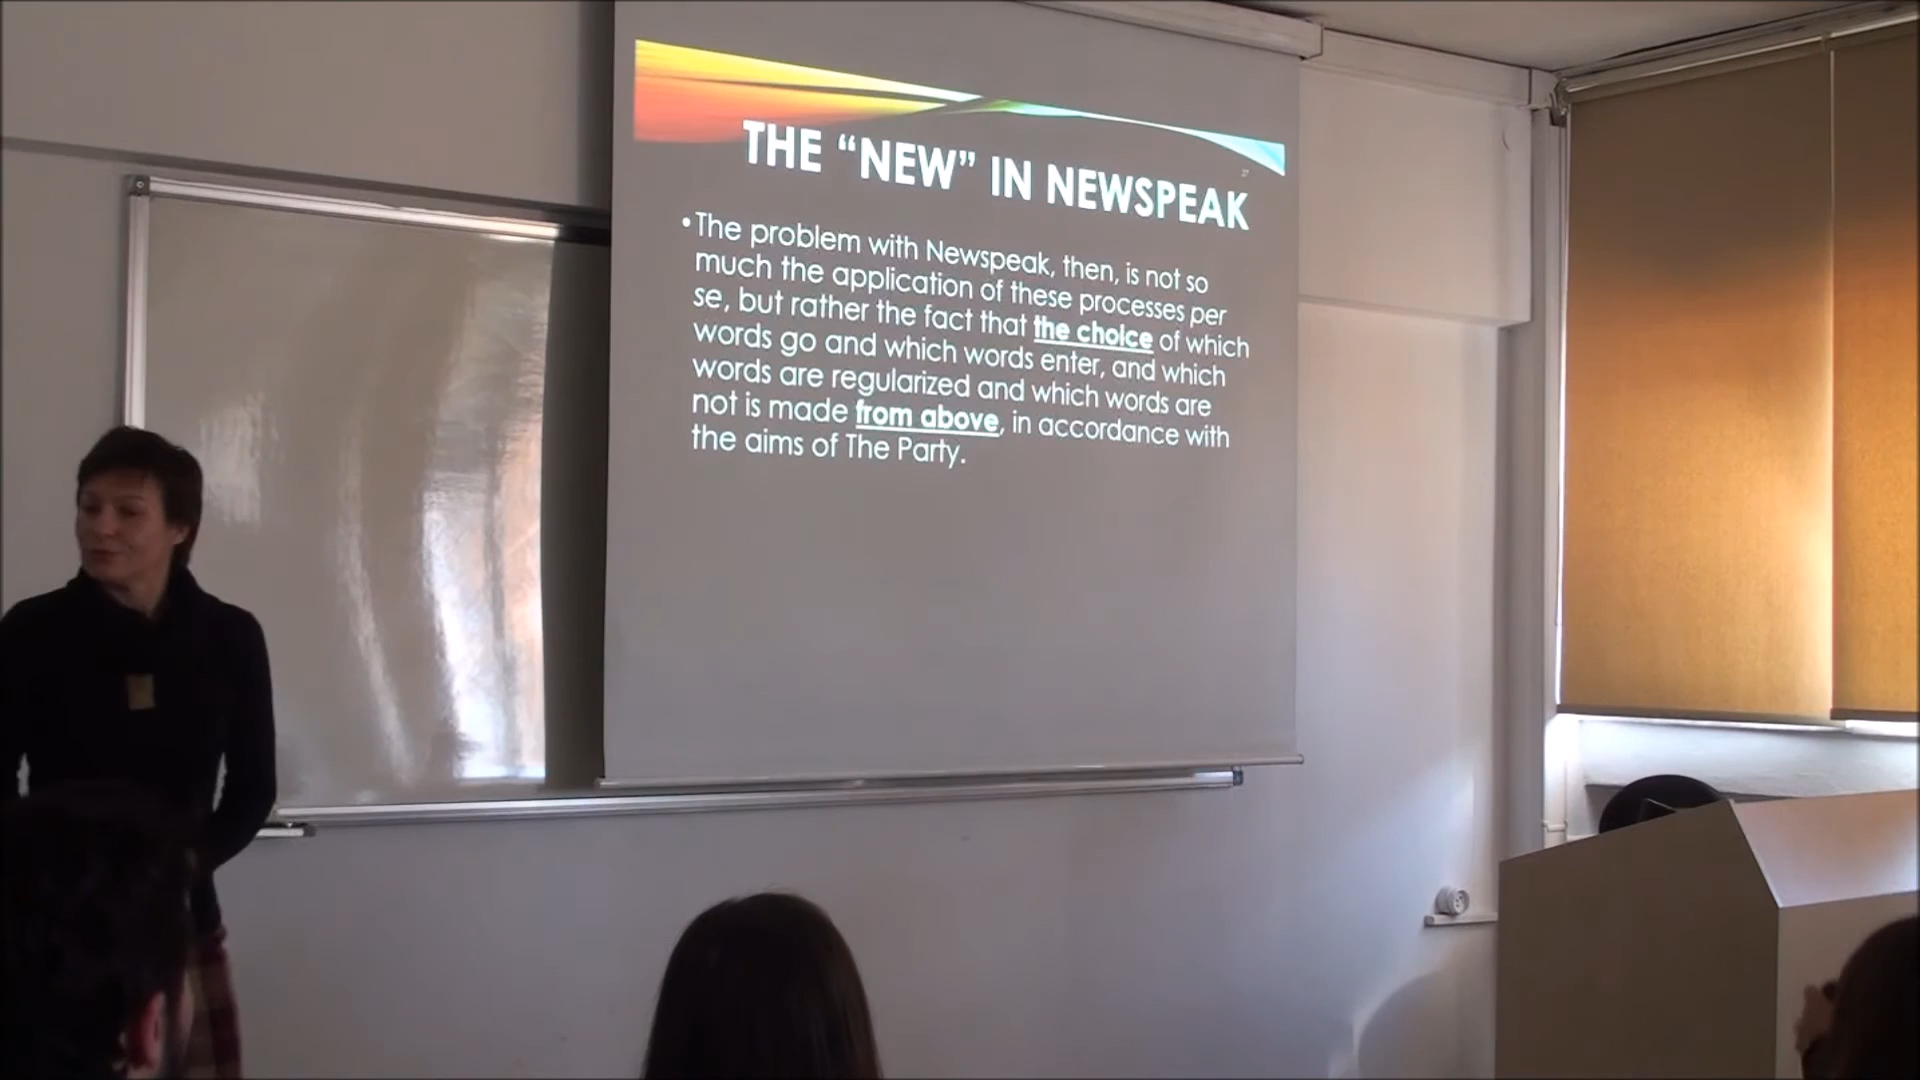 THE “NEW” IN NEWSPEAK
•The problem with Newspeak, then, is not so
much the application of these processes per
se, but rather the fact that the choice of which
words go and which words enter, and which
words are regularized and which words are
not is made from above, in accordance with
the aims of The Party.